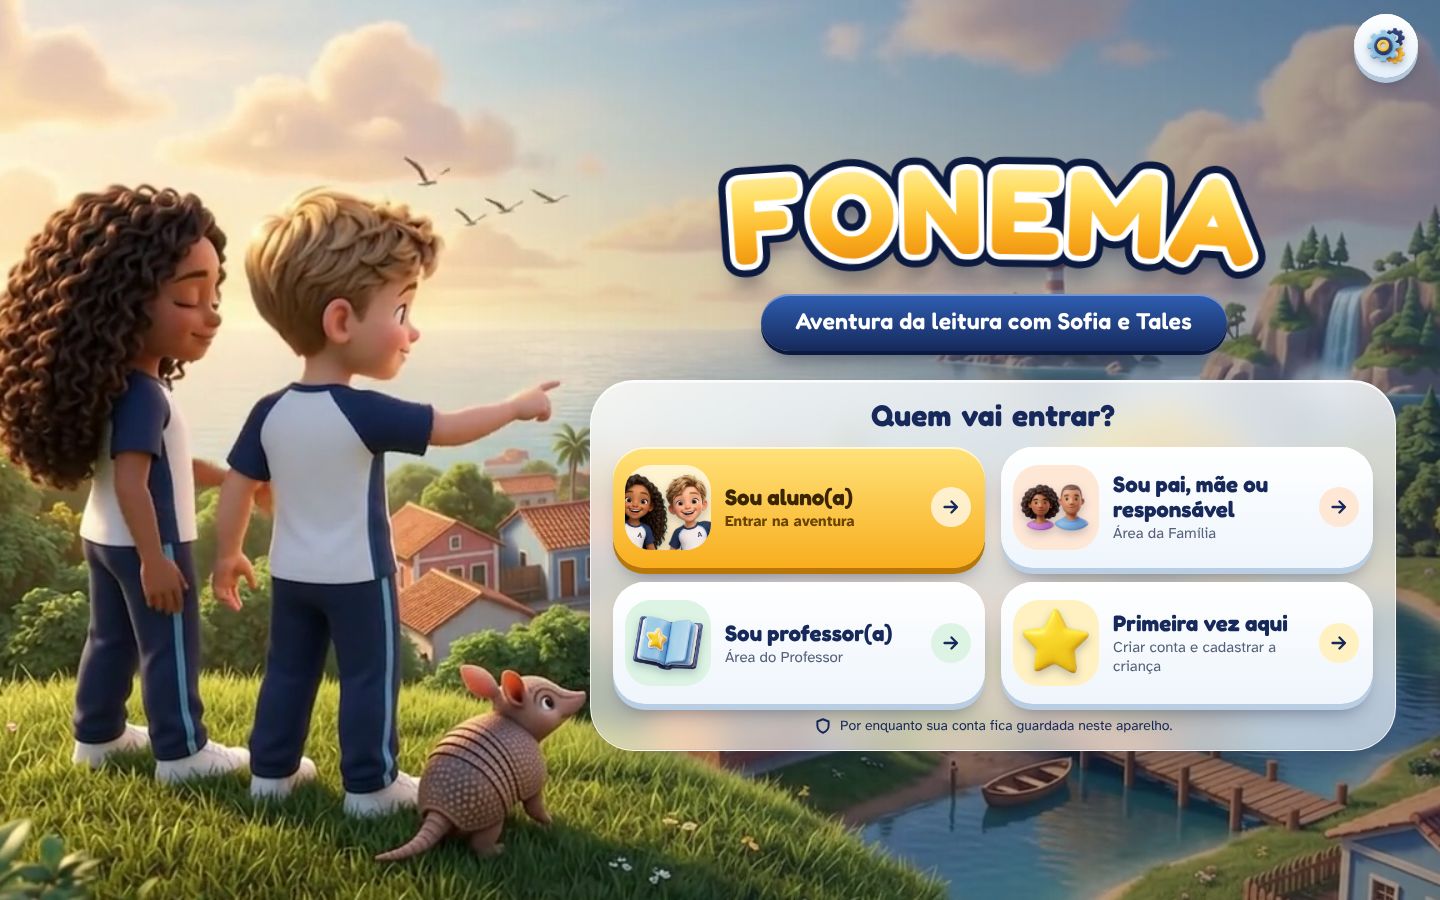 FONEMA
Aventura da leitura com Sofia e Tales
Quem vai entrar?
Sou aluno(a)
Entrar na aventura
Sou pai, mãe ou
responsável
Área da Família
Sou professor(a)
Área do Professor
Primeira vez aqui
Criar conta e cadastrar a
criança
Por enquanto sua conta fica guardada neste aparelho.